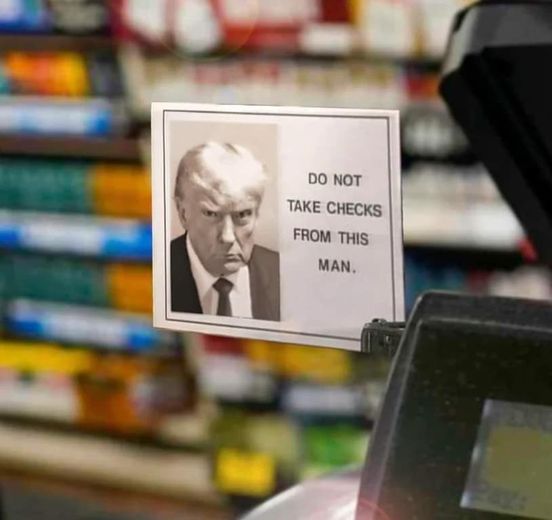 DO NOT
TAKE CHECKS
FROM THIS
MAN.